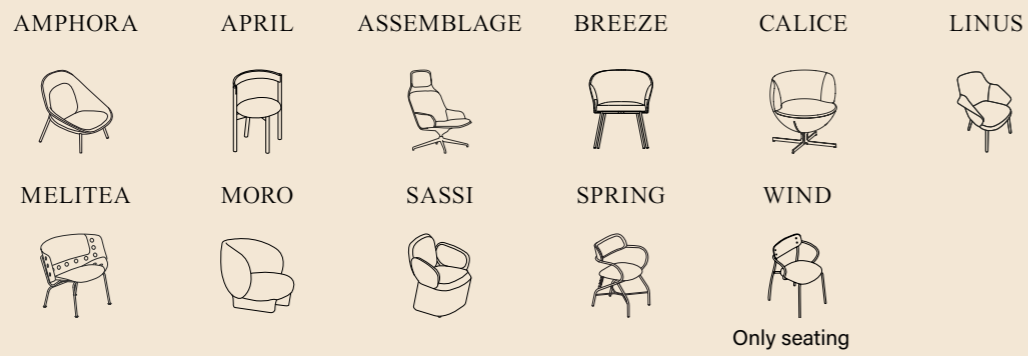 AMPHORA APRIL ASSEMBLAGE BREEZE CALICE LINUS
MELITEA MORO SASSI SPRING WIND
Only seating